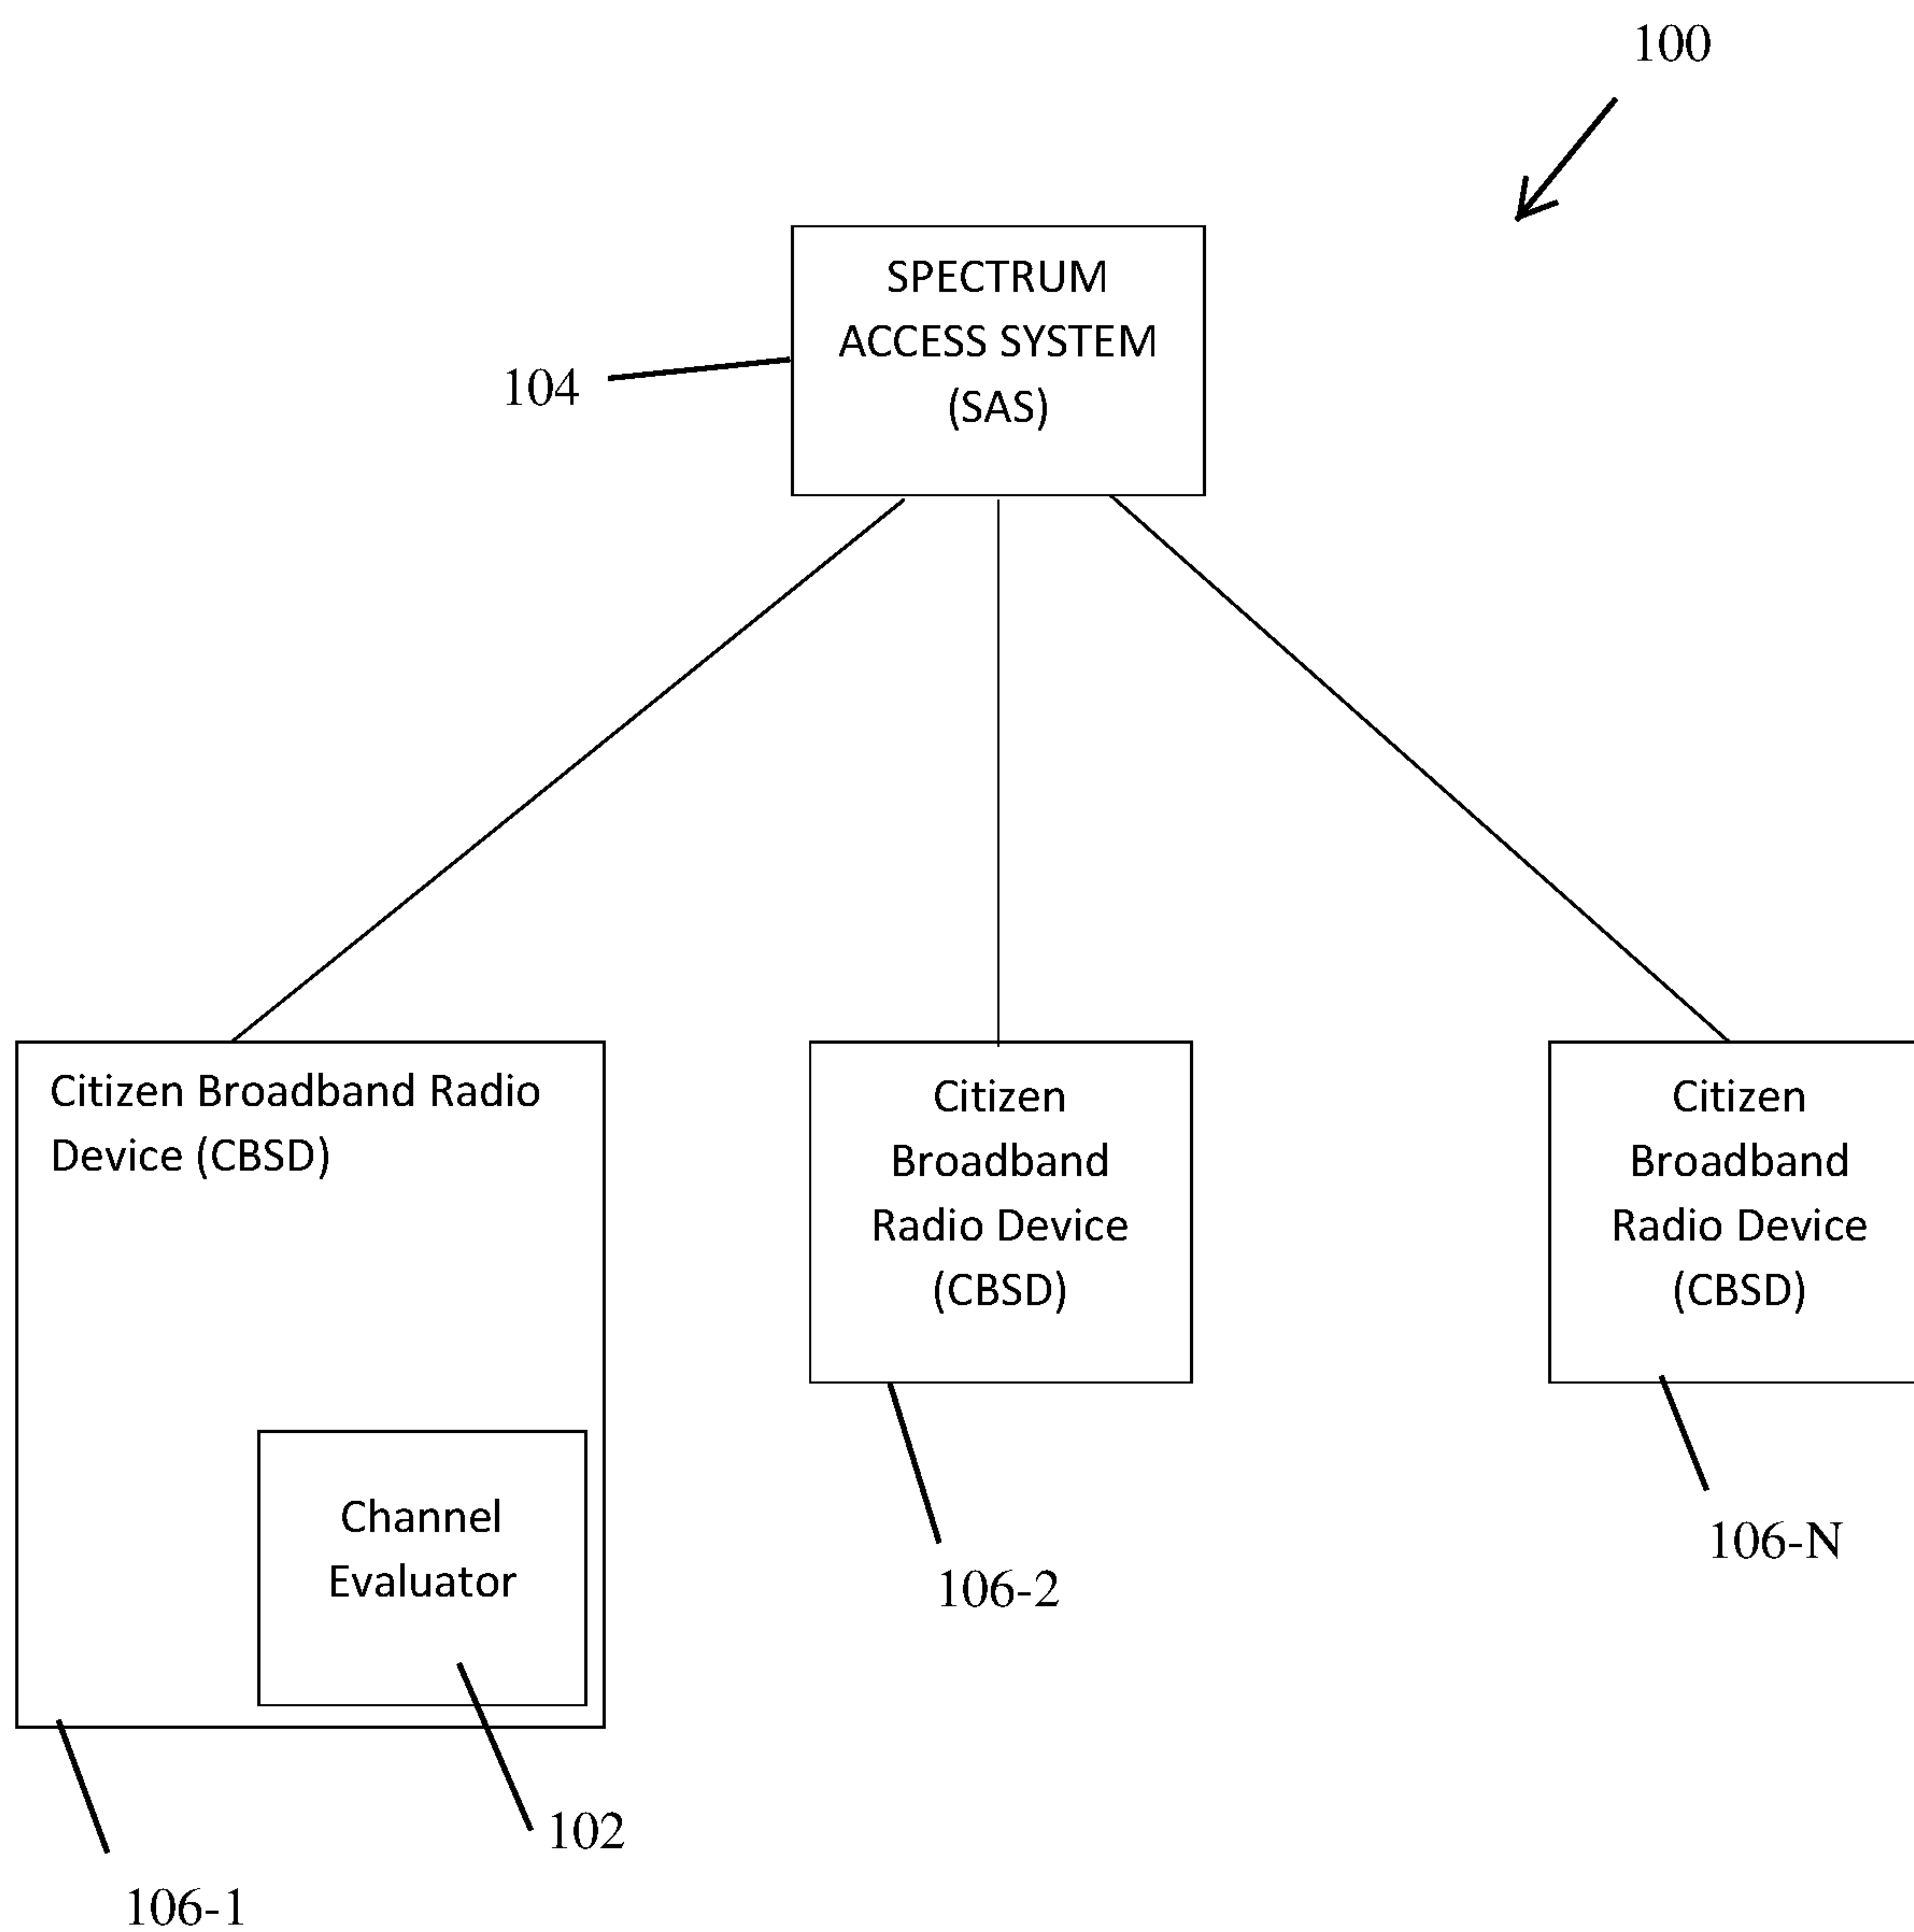 100
SPECTRUM
ACCESS SYSTEM
(SAS)
104
Citizen Broadband Radio
Device (CBSD)
Channel
Evaluator
102
106-1
Citizen
Broadband
Radio Device
(CBSD)
106-2
Citizen
Broadband
Radio Device
(CBSD)
106-N